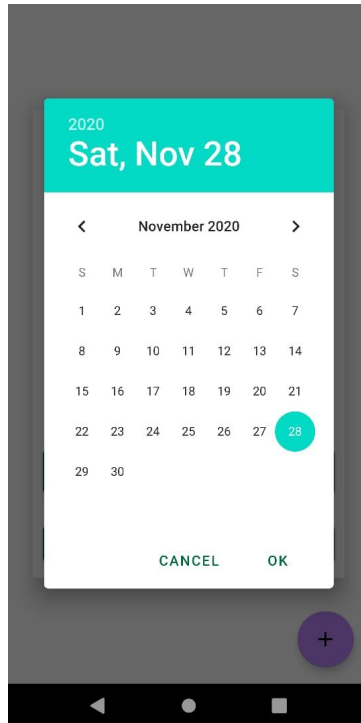 2020
Sat, Nov 28
November 2020
S M T W T F S
1 2 3 4 5 6 7
8 9 10 11 12 13 14
15 16 17 18 19 20 21
22 23 24 25 26 27 28
29 30
CANCEL OK
+